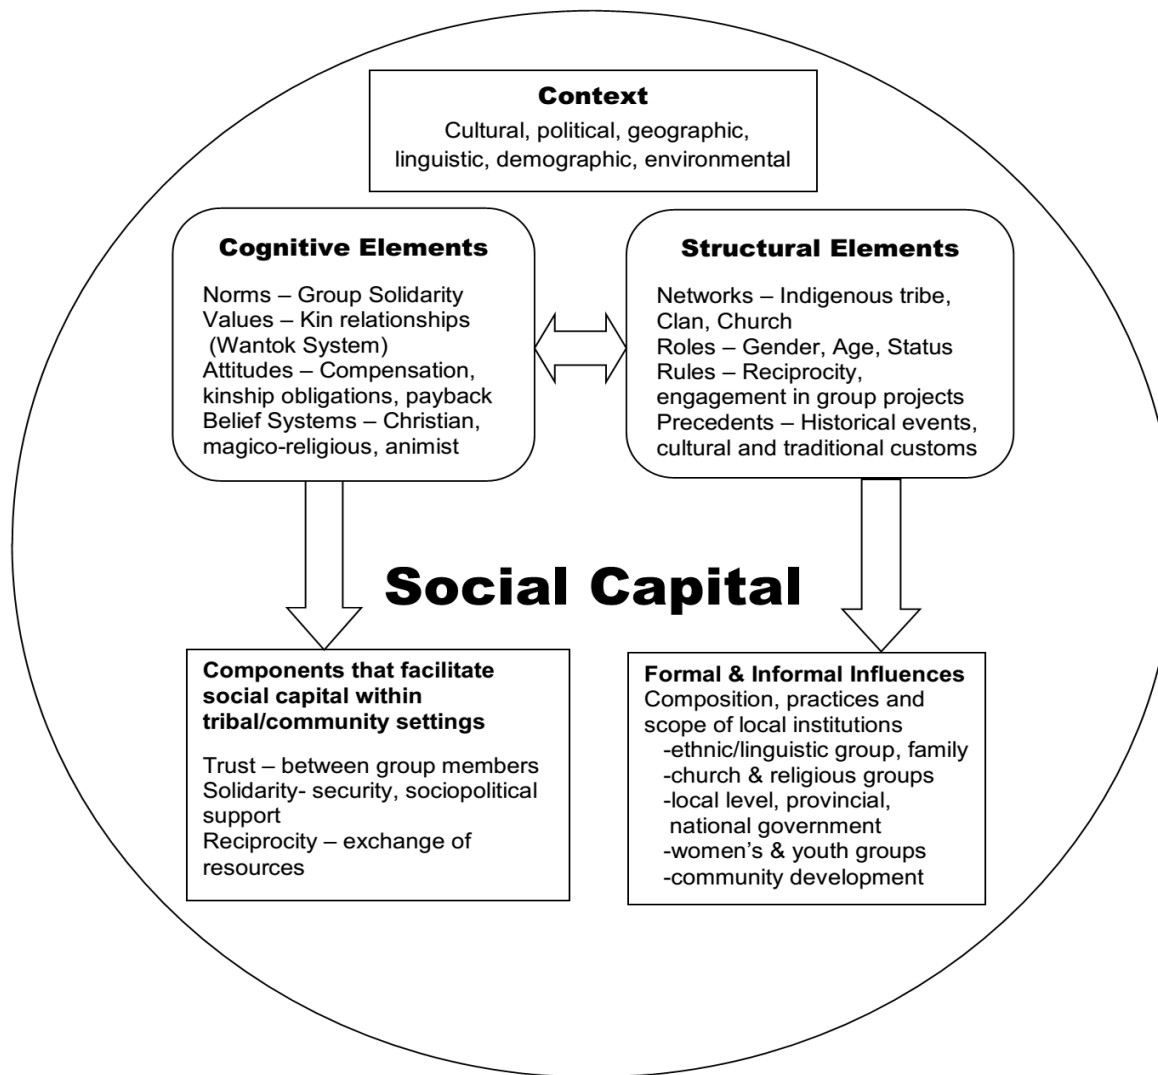 Context
Cultural, political, geographic,
linguistic, demographic, environmental
Cognitive Elements
Norms – Group Solidarity
Values – Kin relationships
(Wantok System)
Attitudes – Compensation,
kinship obligations, payback
Belief Systems – Christian,
magico-religious, animist
Structural Elements
Networks – Indigenous tribe,
Clan, Church
Roles – Gender, Age, Status
Rules – Reciprocity,
engagement in group projects
Precedents – Historical events,
cultural and traditional customs
Social Capital
Components that facilitate
social capital within
tribal/community settings
Trust – between group members
Solidarity- security, sociopolitical
support
Reciprocity – exchange of
resources
Formal & Informal Influences
Composition, practices and
scope of local institutions
-ethnic/linguistic group, family
-church & religious groups
-local level, provincial,
national government
-women's & youth groups
-community development